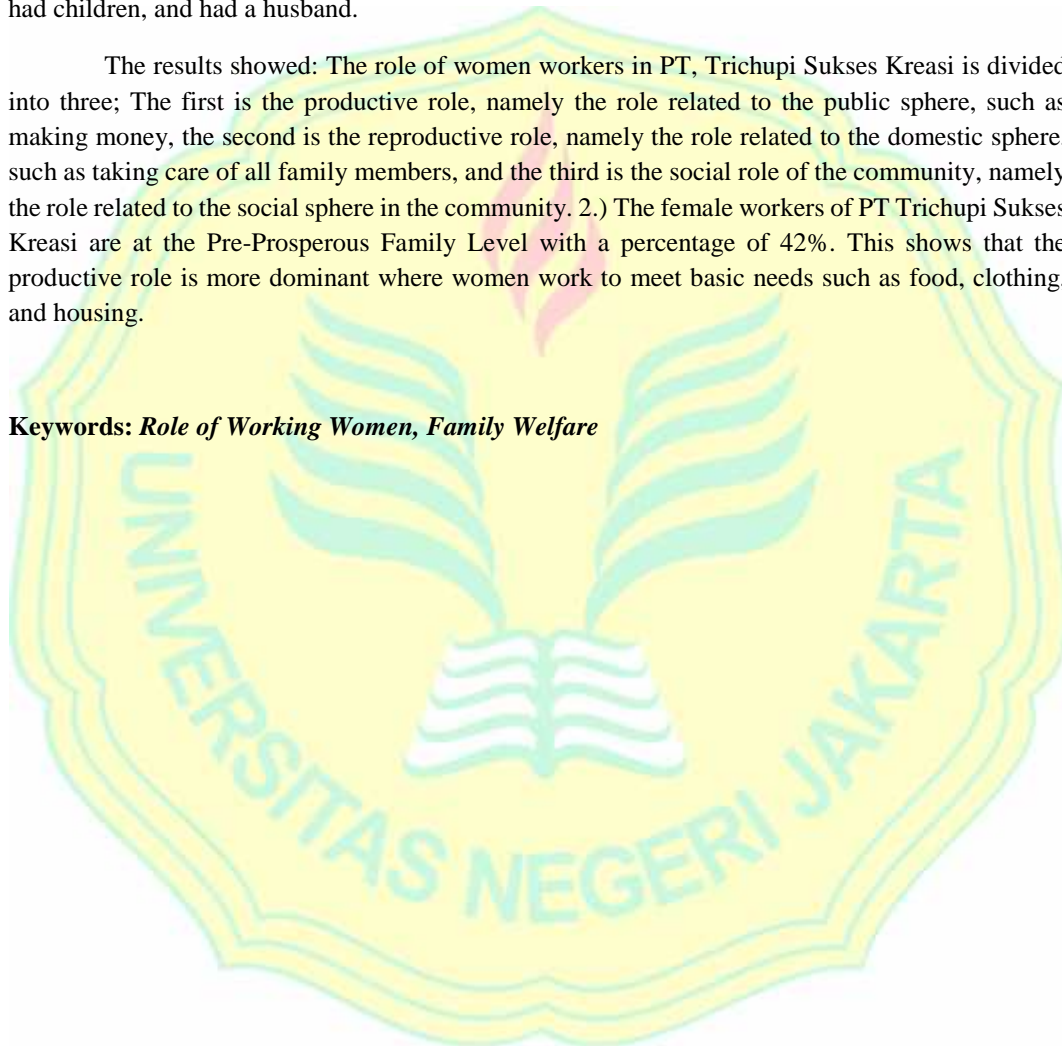 had children, and had a husband.
The results showed: The role of women workers in PT, Trichupi Sukses Kreasi is divided
into three; The first is the productive role, namely the role related to the public sphere, such as
making money, the second is the reproductive role, namely the role related to the domestic sphere,
such as taking care of all family members, and the third is the social role of the community, namely
the role related to the social sphere in the community. 2.) The female workers of PT Trichupi Sukses
Kreasi are at the Pre-Prosperous Family Level with a percentage of 42%. This shows that the
productive role is more dominant where women work to meet basic needs such as food, clothing,
and housing.
Keywords: Role of Working Women, Family Welfare
UNIVERSITAS NEGERI JAKARTA